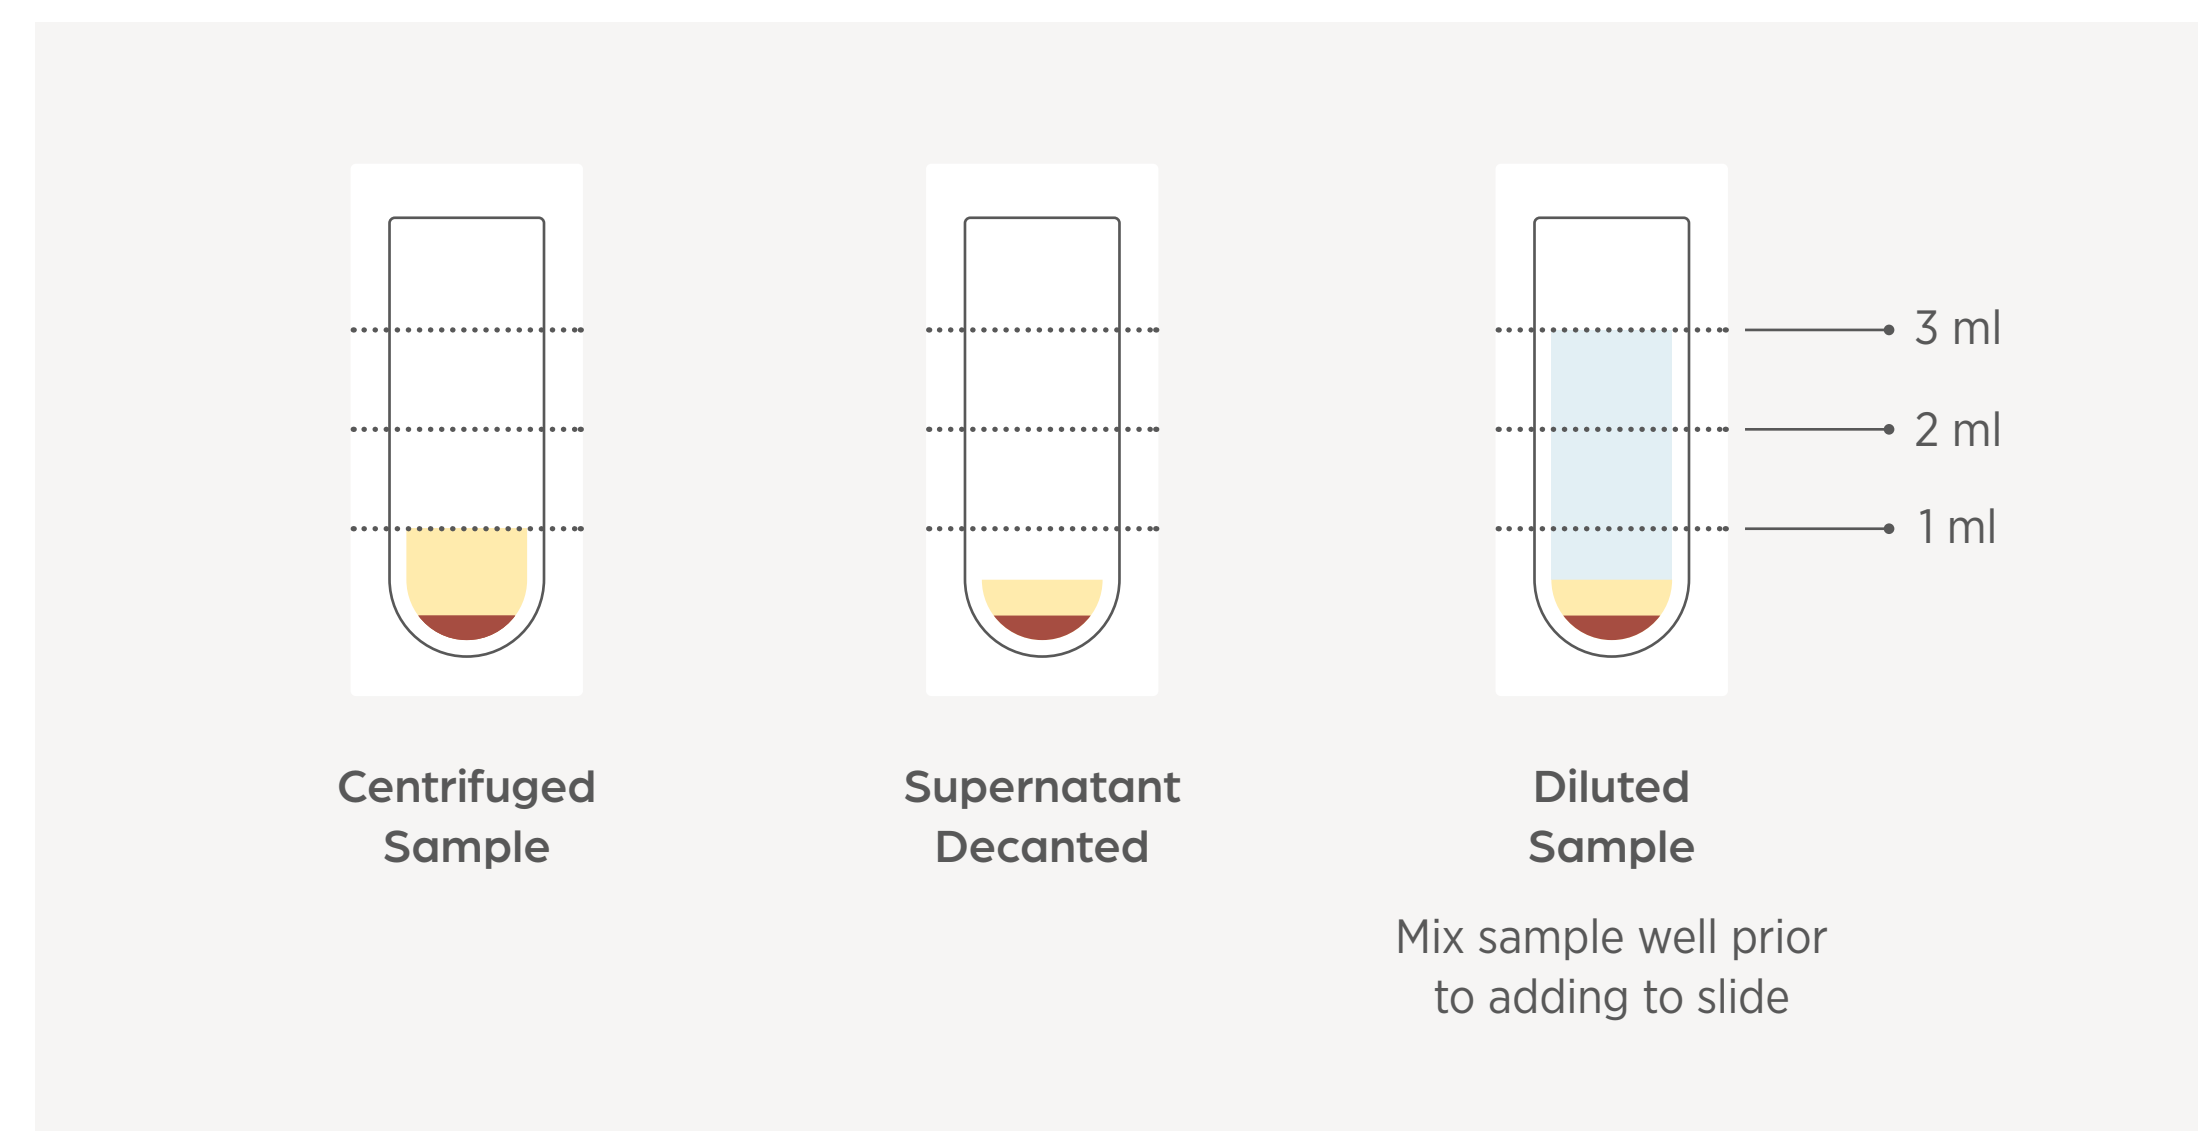 3 ml
2 ml
1 ml
Centrifuged
Sample
Supernatant
Decanted
Diluted
Sample
Mix sample well prior
to adding to slide